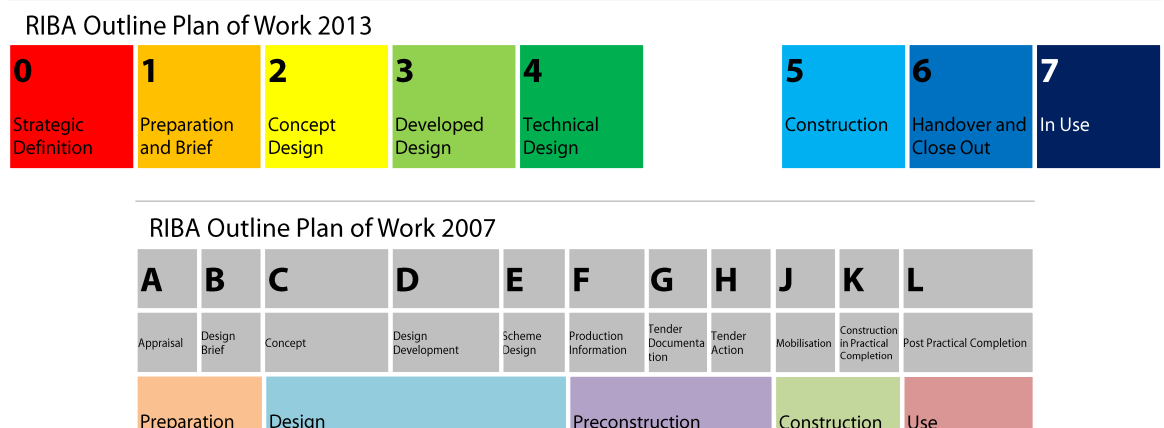 RIBA Outline Plan of Work 2013
0
Strategic
Definition
1
Preparation
and Brief
2
Concept
Design
3
Developed
Design
4
Technical
Design
5
Construction
6
Handover and
Close Out
7
In Use
RIBA Outline Plan of Work 2007
A
B
C
D
E
F
G
H
J
K
L
Appraisal
Design
Brief
Concept
Design
Development
Scheme
Design
Production
Information
Tender
Documenta
tion
Tender
Action
Mobilisation
Construction
in Practical
Completion
Post Practical Completion
Preparation
Design
Preconstruction
Construction
Use